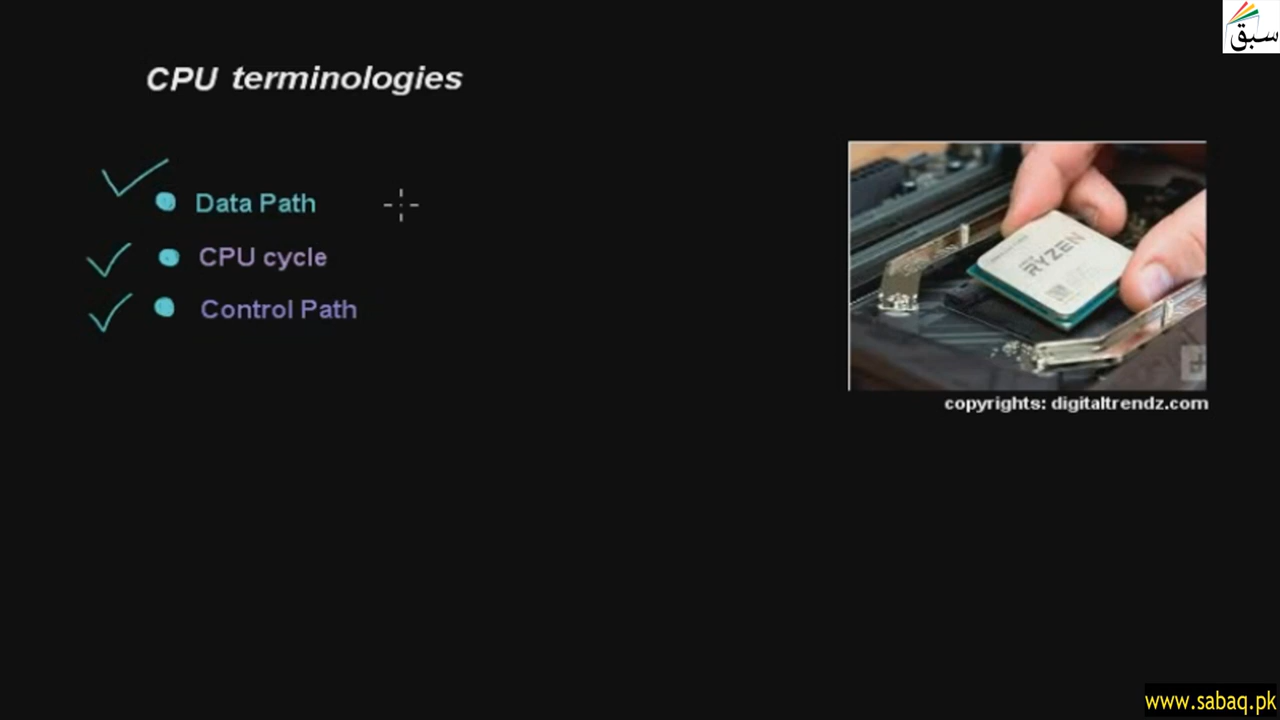 سبق
CPU terminologies
Data Path
CPU cycle
Control Path
RYZEN
copyrights: digitaltrendz.com
www.sabaq.pk